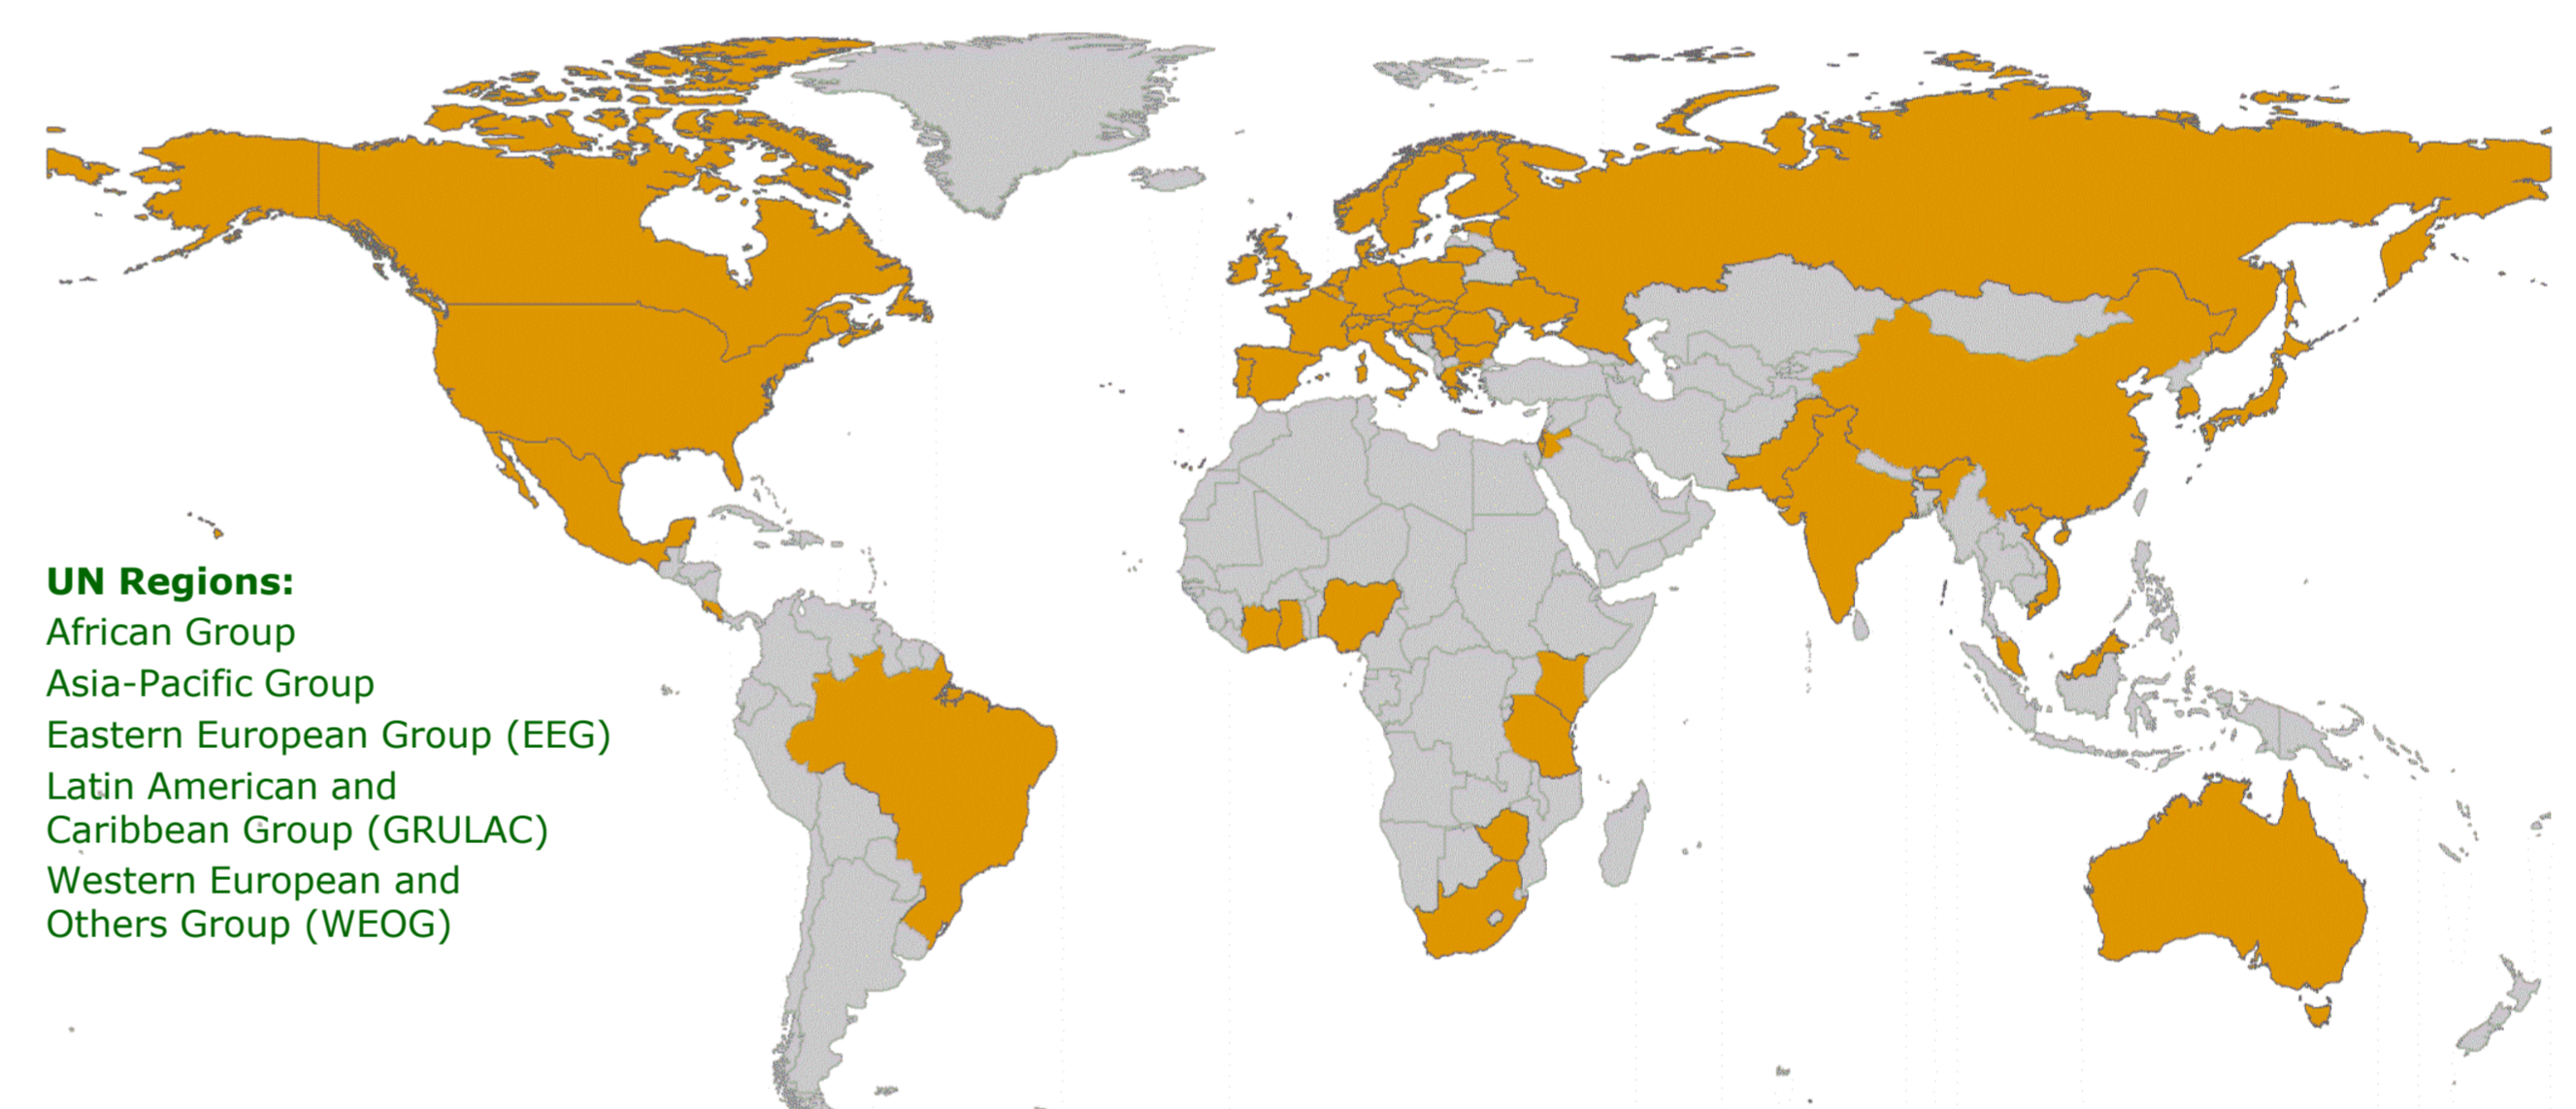 UN Regions:
African Group
Asia-Pacific Group
Eastern European Group (EEG)
Latin American and
Caribbean Group (GRULAC)
Western European and
Others Group (WEOG)